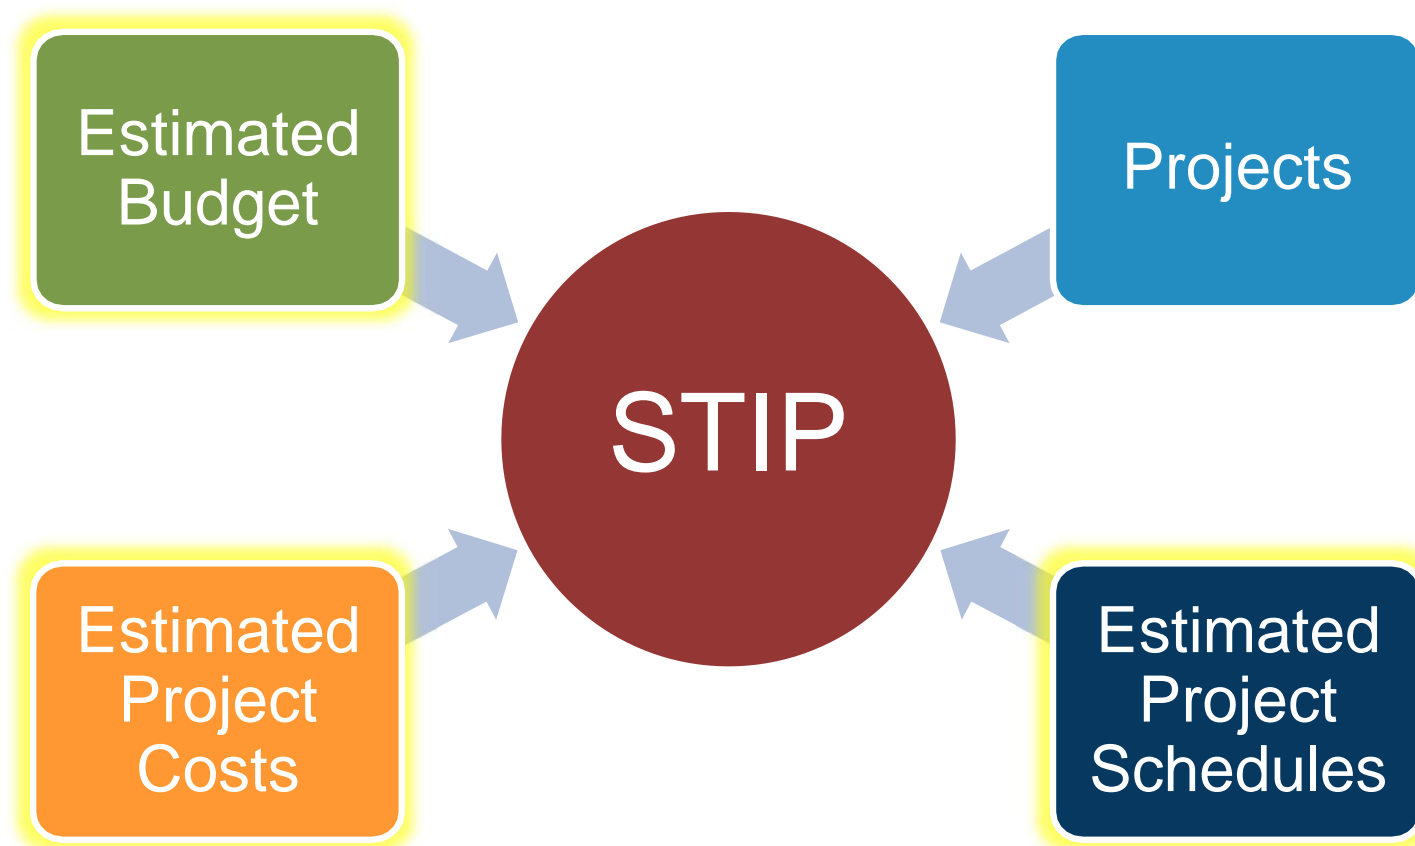 Estimated
Budget
Projects
STIP
Estimated
Project
Costs
Estimated
Project
Schedules